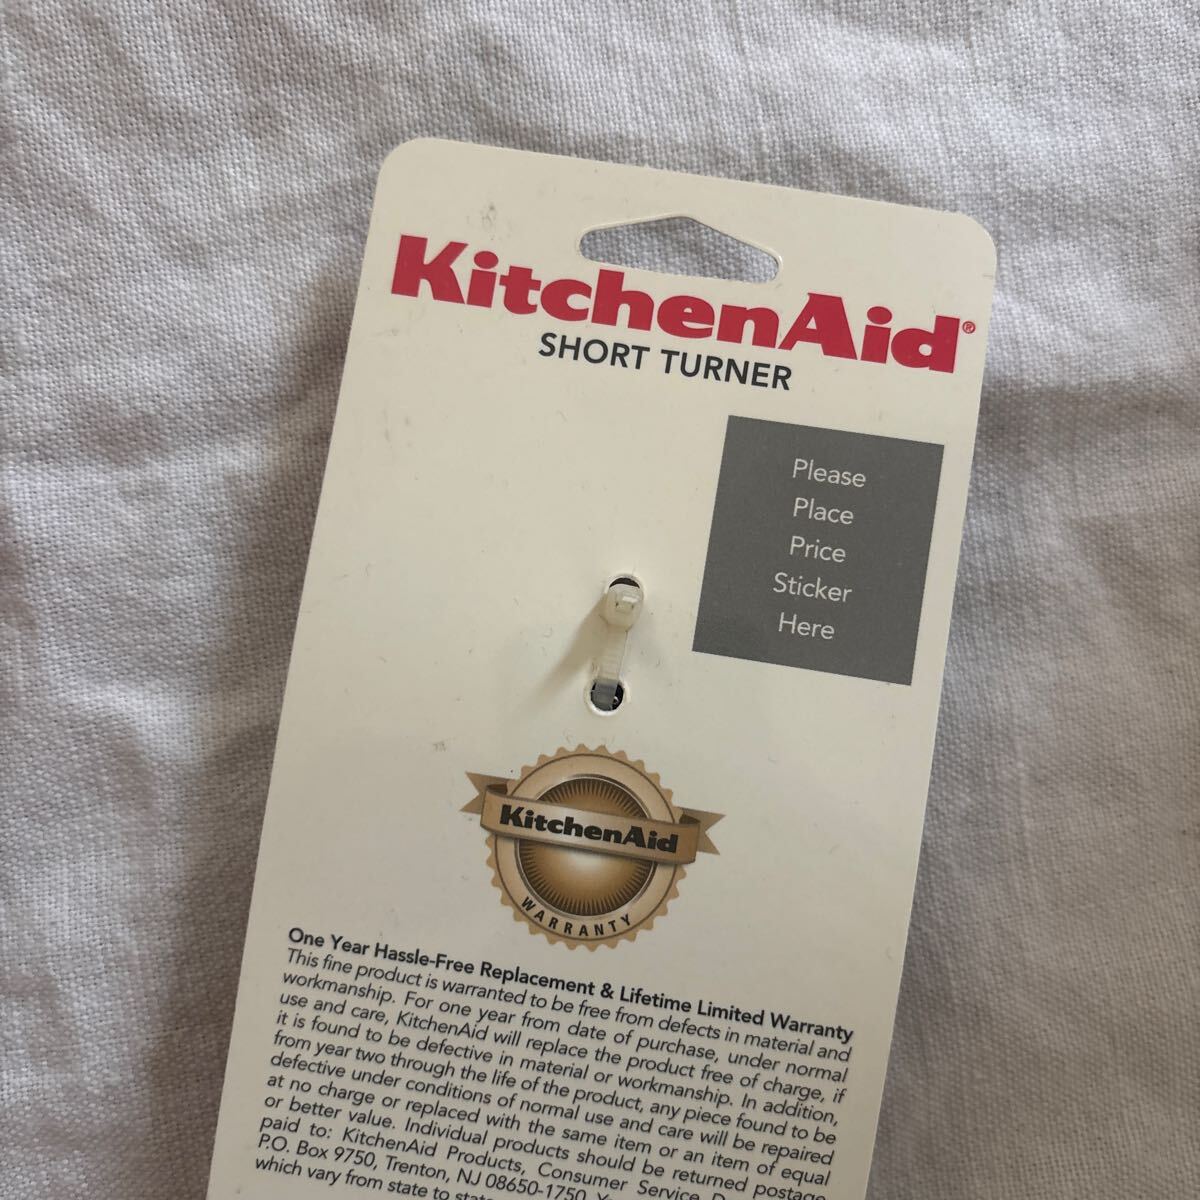 KitchenAid®
SHORT TURNER
Please
Place
Price
Sticker
Here
KitchenAid
WARRANTY
One Year Hassle-Free Replacement & Lifetime Limited Warranty
This fine product is warranted to be free from defects in material and
workmanship. For one year from date of purchase, under normal
use and care, KitchenAid will replace the product free of charge, if
it is found to be defective in material or workmanship. In addition,
from year two through the life of the product, any piece found to be
defective under conditions of normal use and care will be repaired
at no charge or replaced with the same item or an item of equal
or better value. Individual products should be returned postage
paid to: KitchenAid Products, Consumer Service
P.O. Box 9750, Trenton, NJ 08650-1750
which vary from state to